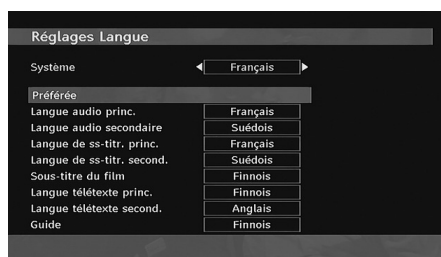 Réglages Langue
Système Français
Préférée
Langue audio princ. Français
Langue audio secondaire Suédois
Langue de ss-titr. princ. Français
Langue de ss-titr. second. Suédois
Sous-titre du film Finnois
Langue télétexte princ. Finnois
Langue télétexte second. Anglais
Guide Finnois